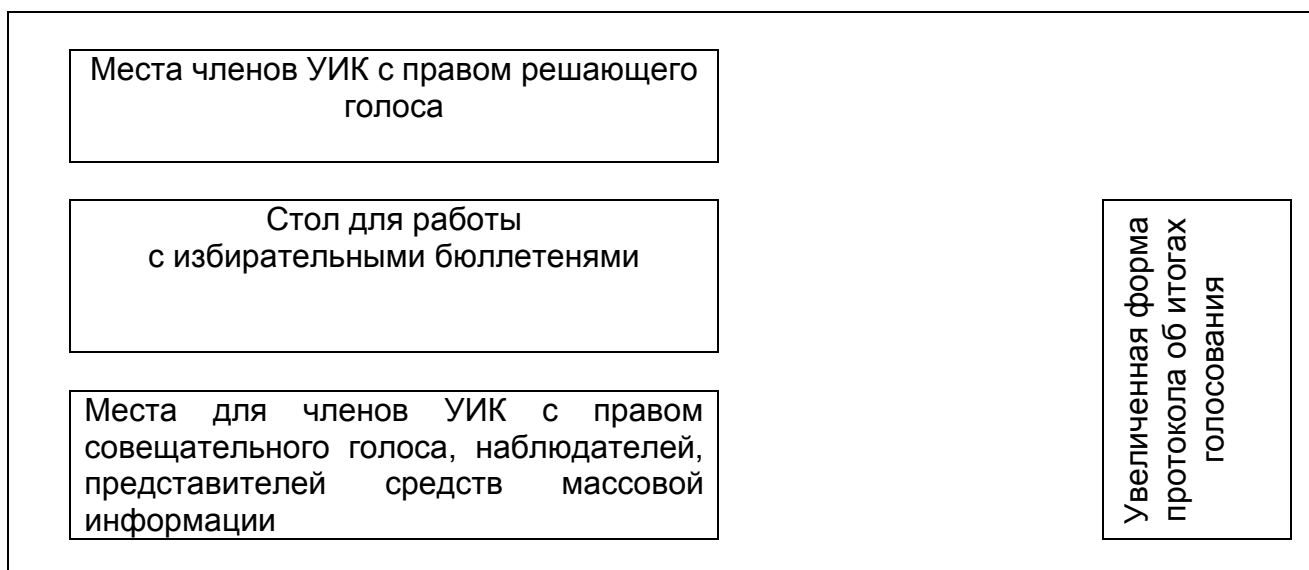 Места членов УИК с правом решающего
голоса
Стол для работы
с избирательными бюллетенями
Места для членов УИК с правом
совещательного голоса, наблюдателей,
представителей средств массовой
информации
Увеличенная форма
протокола об итогах
голосования